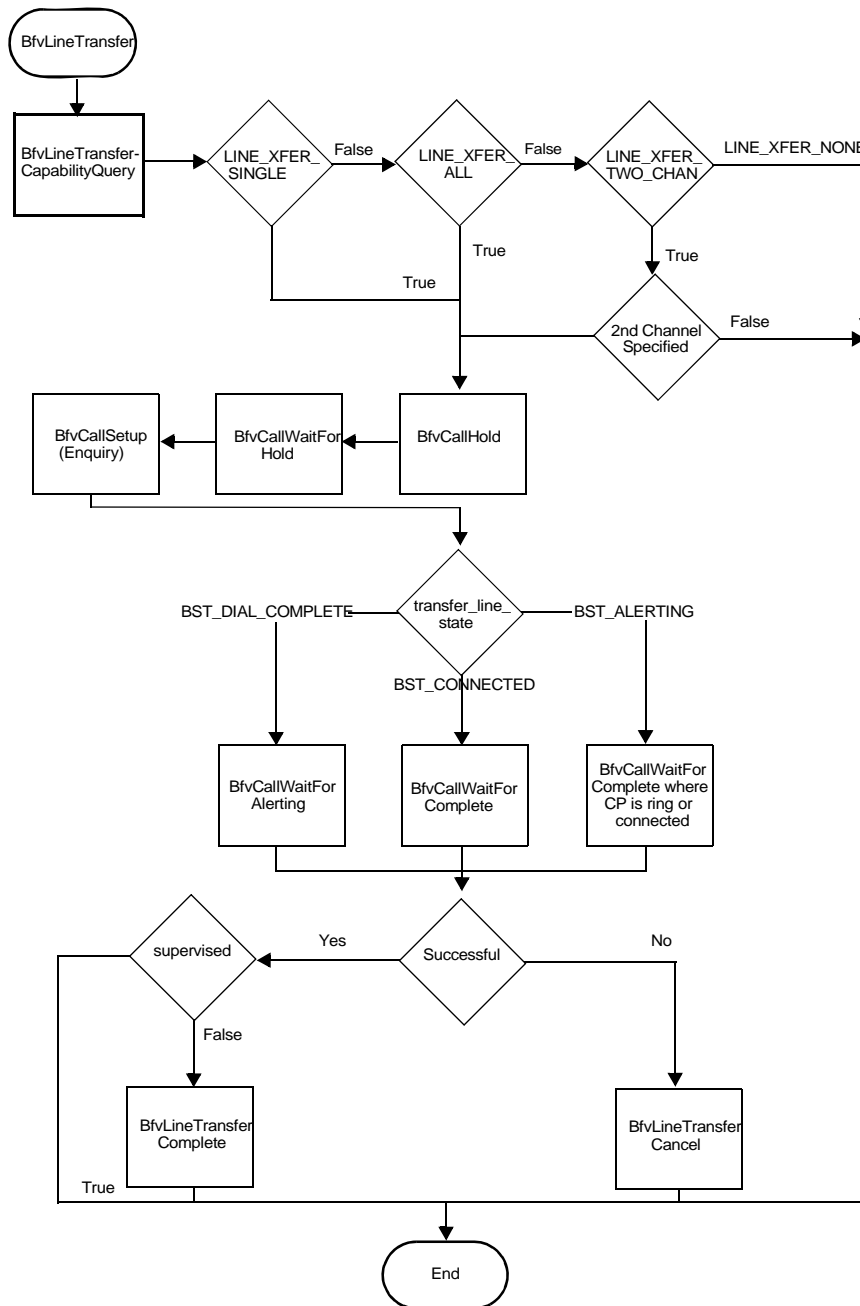 BfvLineTransfer
BfvLineTransfer-
CapabilityQuery
LINE_XFER_
SINGLE
False
LINE_XFER_
ALL
False
LINE_XFER_
TWO_CHAN
LINE_XFER_NONE
True
True
True
2nd Channel
Specified
False
BfvCallSetup
(Enquiry)
BfvCallWaitFor
Hold
BfvCallHold
BST_DIAL_COMPLETE
transfer_line_
state
BST_ALERTING
BST_CONNECTED
BfvCallWaitFor
Alerting
BfvCallWaitFor
Complete
BfvCallWaitFor
Complete where
CP is ring or
connected
supervised
Yes
Successful
No
False
BfvLineTransfer
Complete
BfvLineTransfer
Cancel
True
End